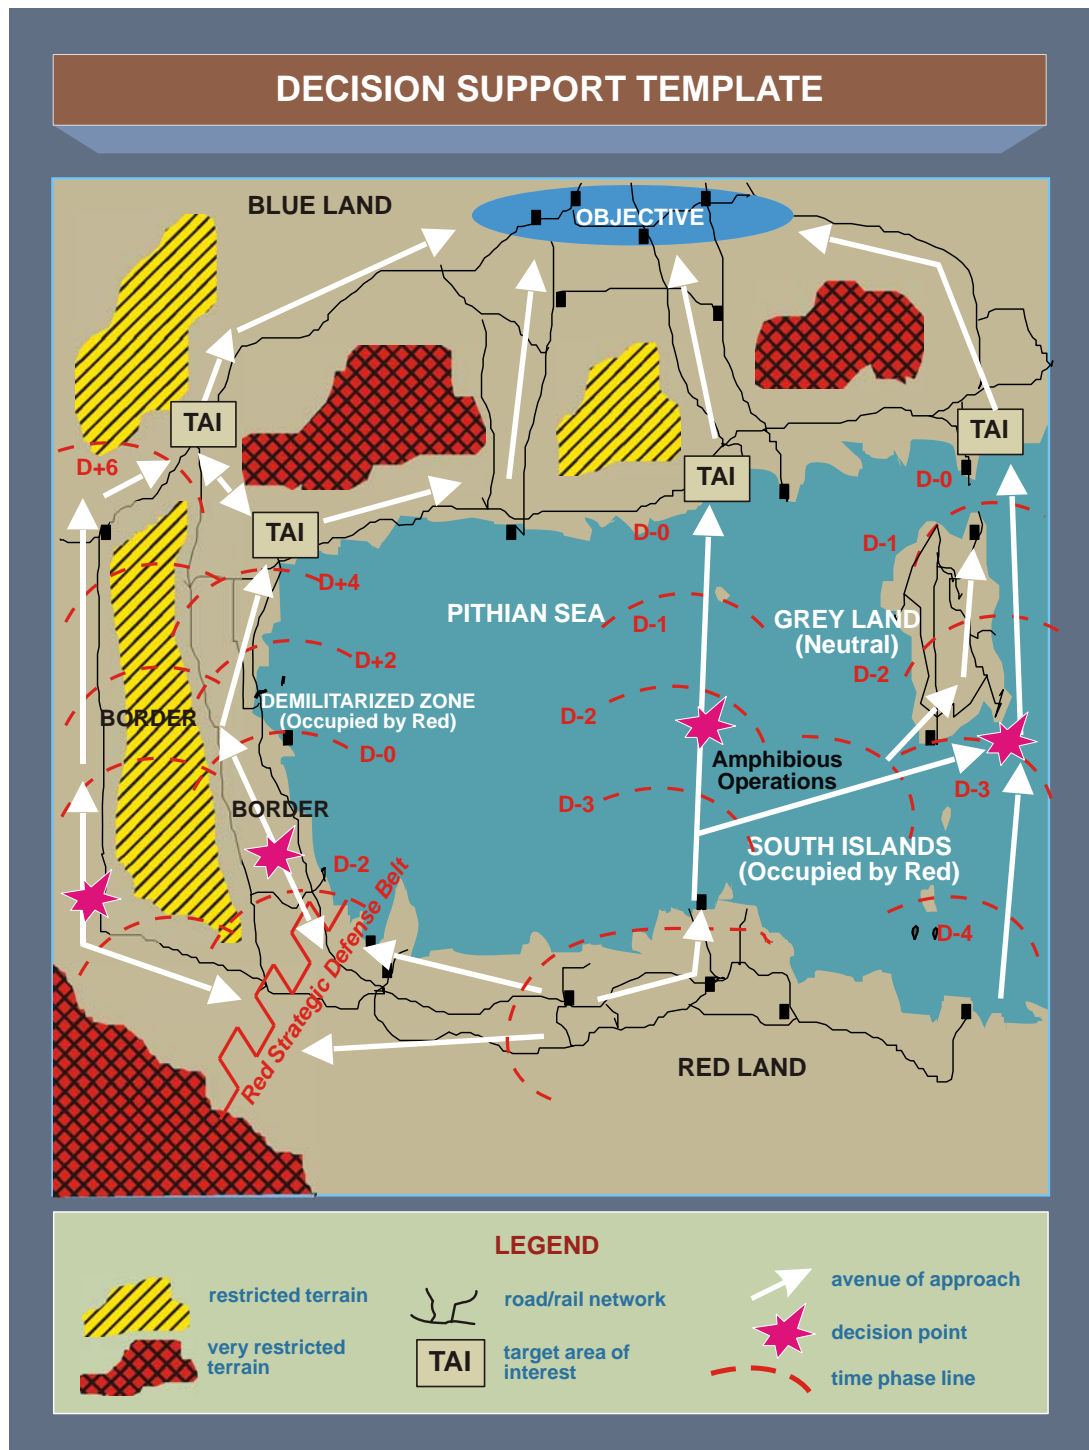 DECISION SUPPORT TEMPLATE
BLUE LAND
OBJECTIVE
TAI
TAI
D+6
TAI
D-0
TAI
D-0
D-1
D+4
PITHIAN SEA
D-1
GREY LAND
(Neutral)
D+2
D-2
DEMILITARIZED ZONE
(Occupied by Red)
BORDER
D-2
D-0
Amphibious
Operations
D-3
D-3
BORDER
SOUTH ISLANDS
(Occupied by Red)
D-2
D-4
Red Strategic Defense Belt
RED LAND
LEGEND
restricted terrain
very restricted
terrain
road/rail network
TAI
target area of
interest
avenue of approach
decision point
time phase line